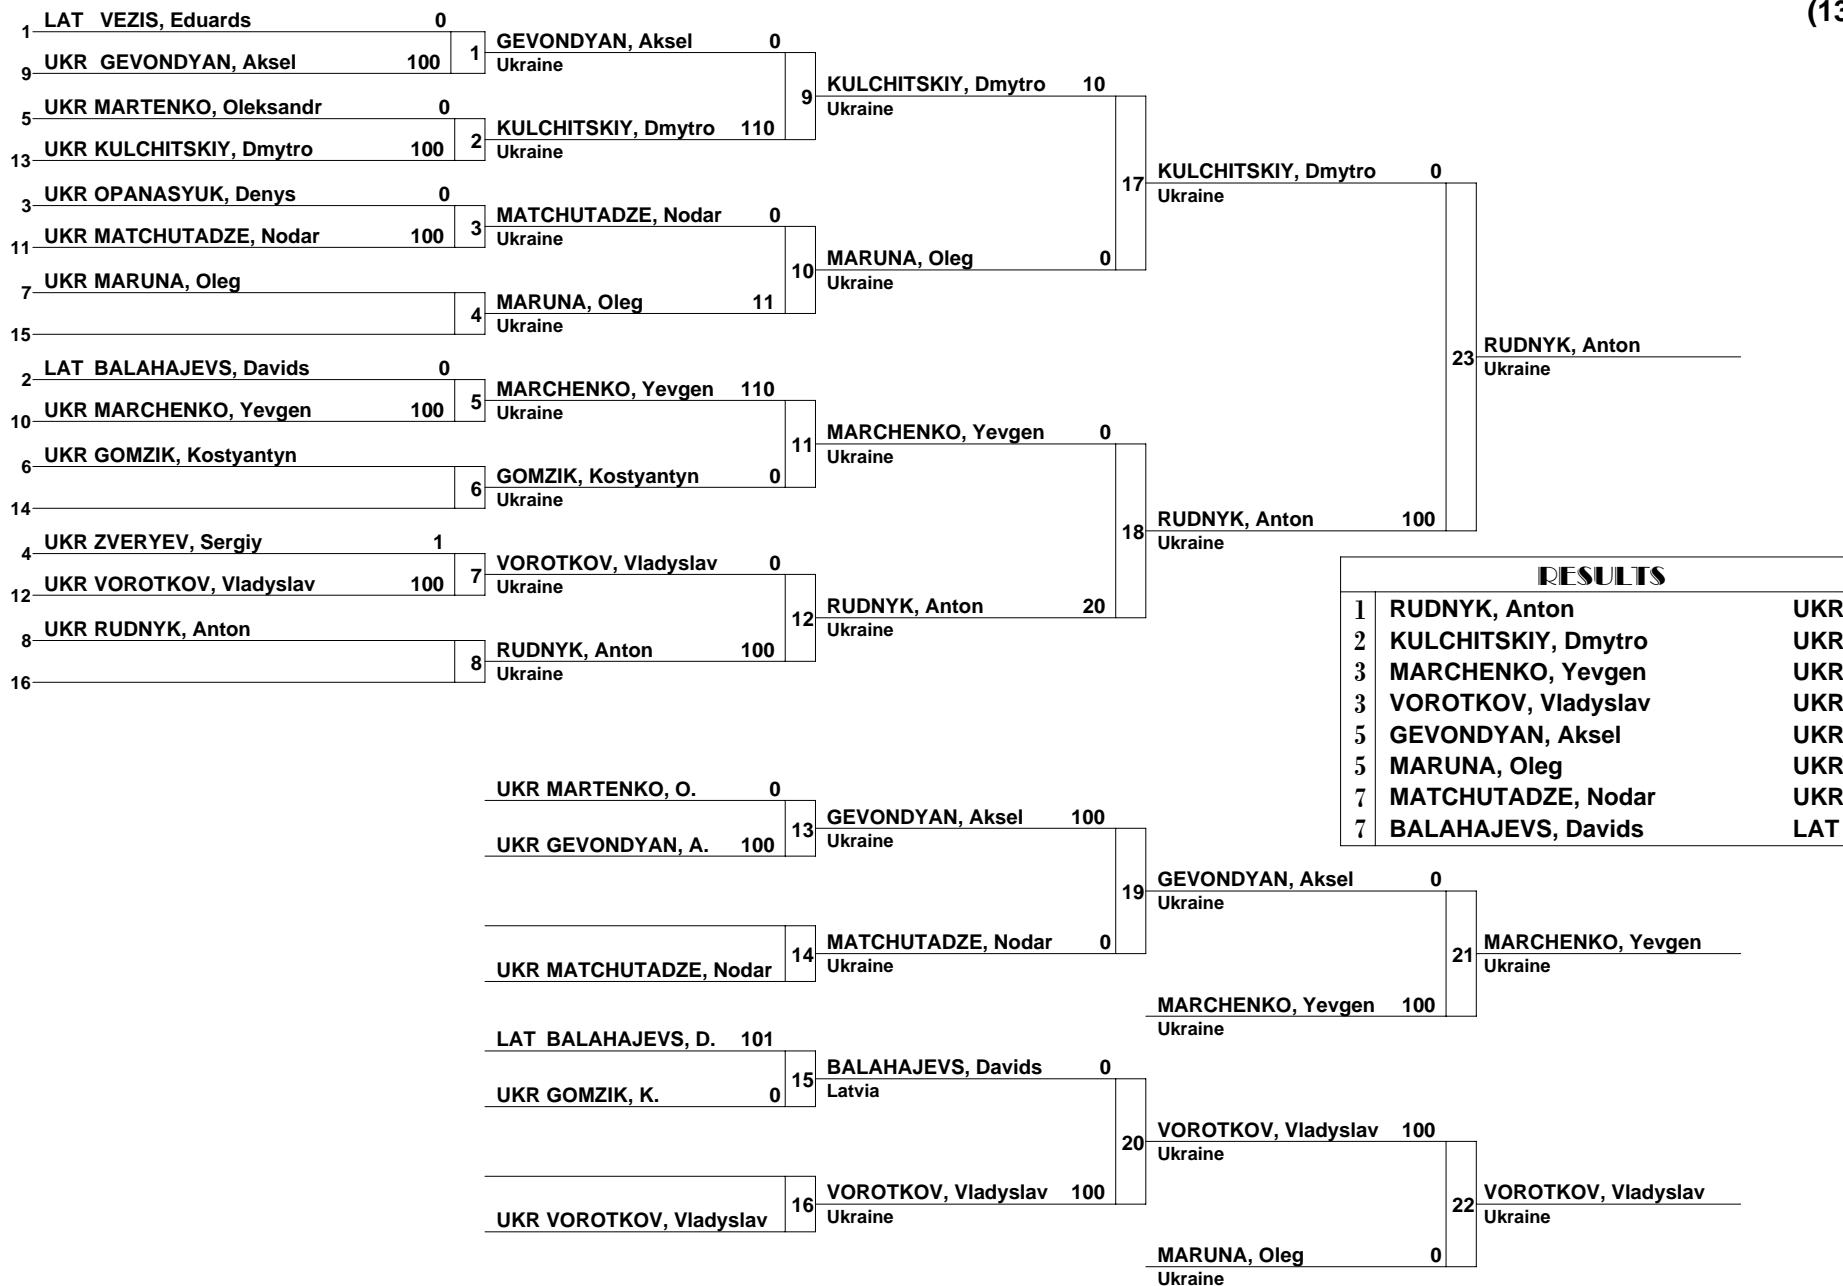 (13
1 LAT VEZIS, Eduards 0
9 UKR GEVONDYAN, Aksel 100
1
5 UKR MARTENKO, Oleksandr 0
13 UKR KULCHITSKIY, Dmytro 100
2
3 UKR OPANASYUK, Denys 0
11 UKR MATCHUTADZE, Nodar 100
3
7 UKR MARUNA, Oleg
15
4
2 LAT BALAHAJEVS, Davids 0
10 UKR MARCHENKO, Yevgen 100
5
6 UKR GOMZIK, Kostyantyn
14
6
4 UKR ZVERYEV, Sergiy 1
12 UKR VOROTKOV, Vladyslav 100
7
8 UKR RUDNYK, Anton
16
8
GEVONDYAN, Aksel 0
Ukraine
9
KULCHITSKIY, Dmytro 110
Ukraine
MATCHUTADZE, Nodar 0
Ukraine
10
MARUNA, Oleg 11
Ukraine
MARCHENKO, Yevgen 110
Ukraine
11
GOMZIK, Kostyantyn 0
Ukraine
VOROTKOV, Vladyslav 0
Ukraine
12
RUDNYK, Anton 100
Ukraine
KULCHITSKIY, Dmytro 10
Ukraine
17
MARUNA, Oleg 0
Ukraine
MARCHENKO, Yevgen 0
Ukraine
18
RUDNYK, Anton 20
Ukraine
KULCHITSKIY, Dmytro 0
Ukraine
23
RUDNYK, Anton 100
Ukraine
RUDNYK, Anton
Ukraine
RESULTS
1 RUDNYK, Anton UKR
2 KULCHITSKIY, Dmytro UKR
3 MARCHENKO, Yevgen UKR
3 VOROTKOV, Vladyslav UKR
5 GEVONDYAN, Aksel UKR
5 MARUNA, Oleg UKR
7 MATCHUTADZE, Nodar UKR
7 BALAHAJEVS, Davids LAT
UKR MARTENKO, O. 0
13
UKR GEVONDYAN, A. 100
14
UKR MATCHUTADZE, Nodar
LAT BALAHAJEVS, D. 101
15
UKR GOMZIK, K. 0
16
UKR VOROTKOV, Vladyslav
GEVONDYAN, Aksel 100
Ukraine
19
MATCHUTADZE, Nodar 0
Ukraine
BALAHAJEVS, Davids 0
Latvia
20
VOROTKOV, Vladyslav 100
Ukraine
GEVONDYAN, Aksel 0
Ukraine
21
MARCHENKO, Yevgen 100
Ukraine
VOROTKOV, Vladyslav 100
Ukraine
22
MARUNA, Oleg 0
Ukraine
MARCHENKO, Yevgen
Ukraine
VOROTKOV, Vladyslav
Ukraine